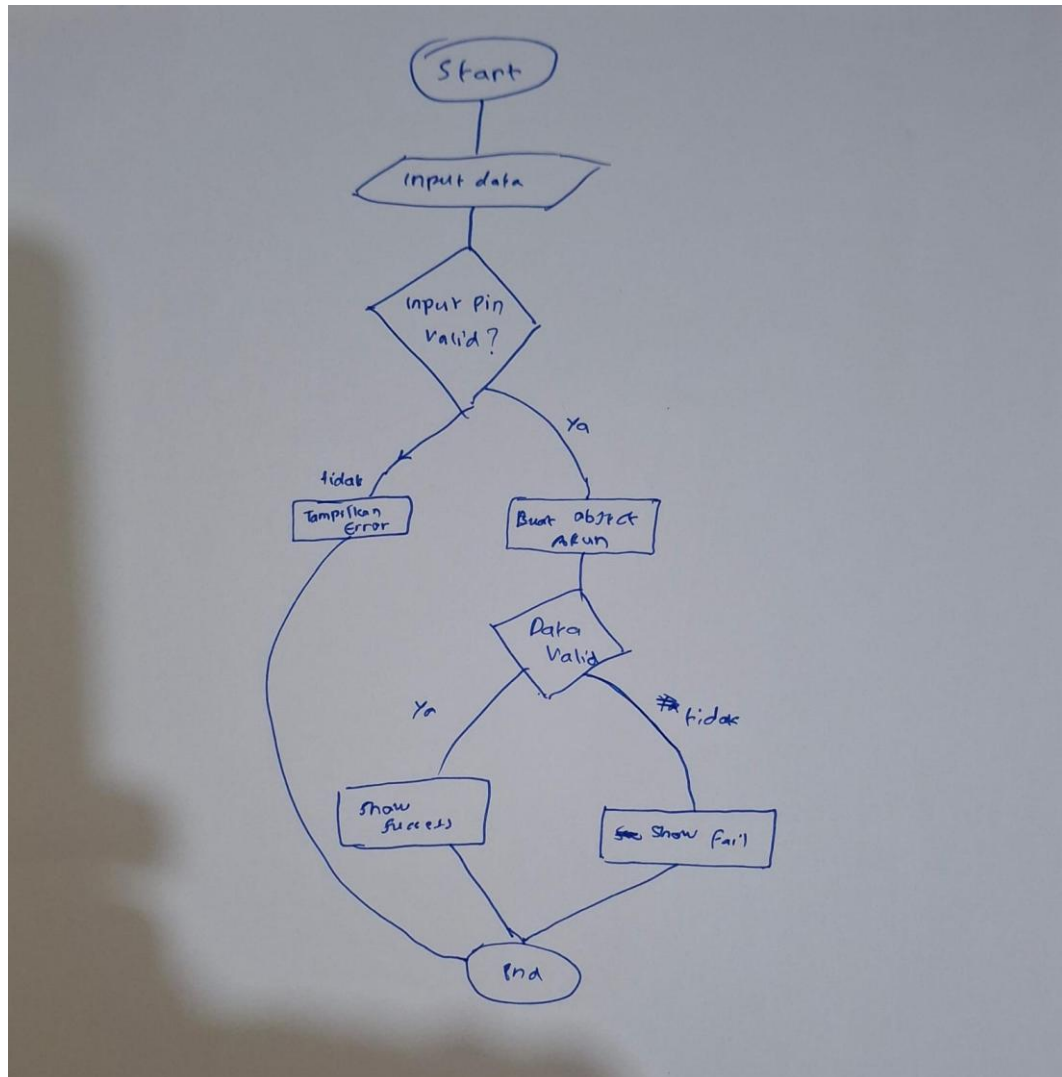 Start
Input data
Input Pin
Valid?
Ya
tidak
Tampilkan
Error
Buat object
AKUn
Data
Valid
Ya
tidak
Show
Success
Show Fail
End